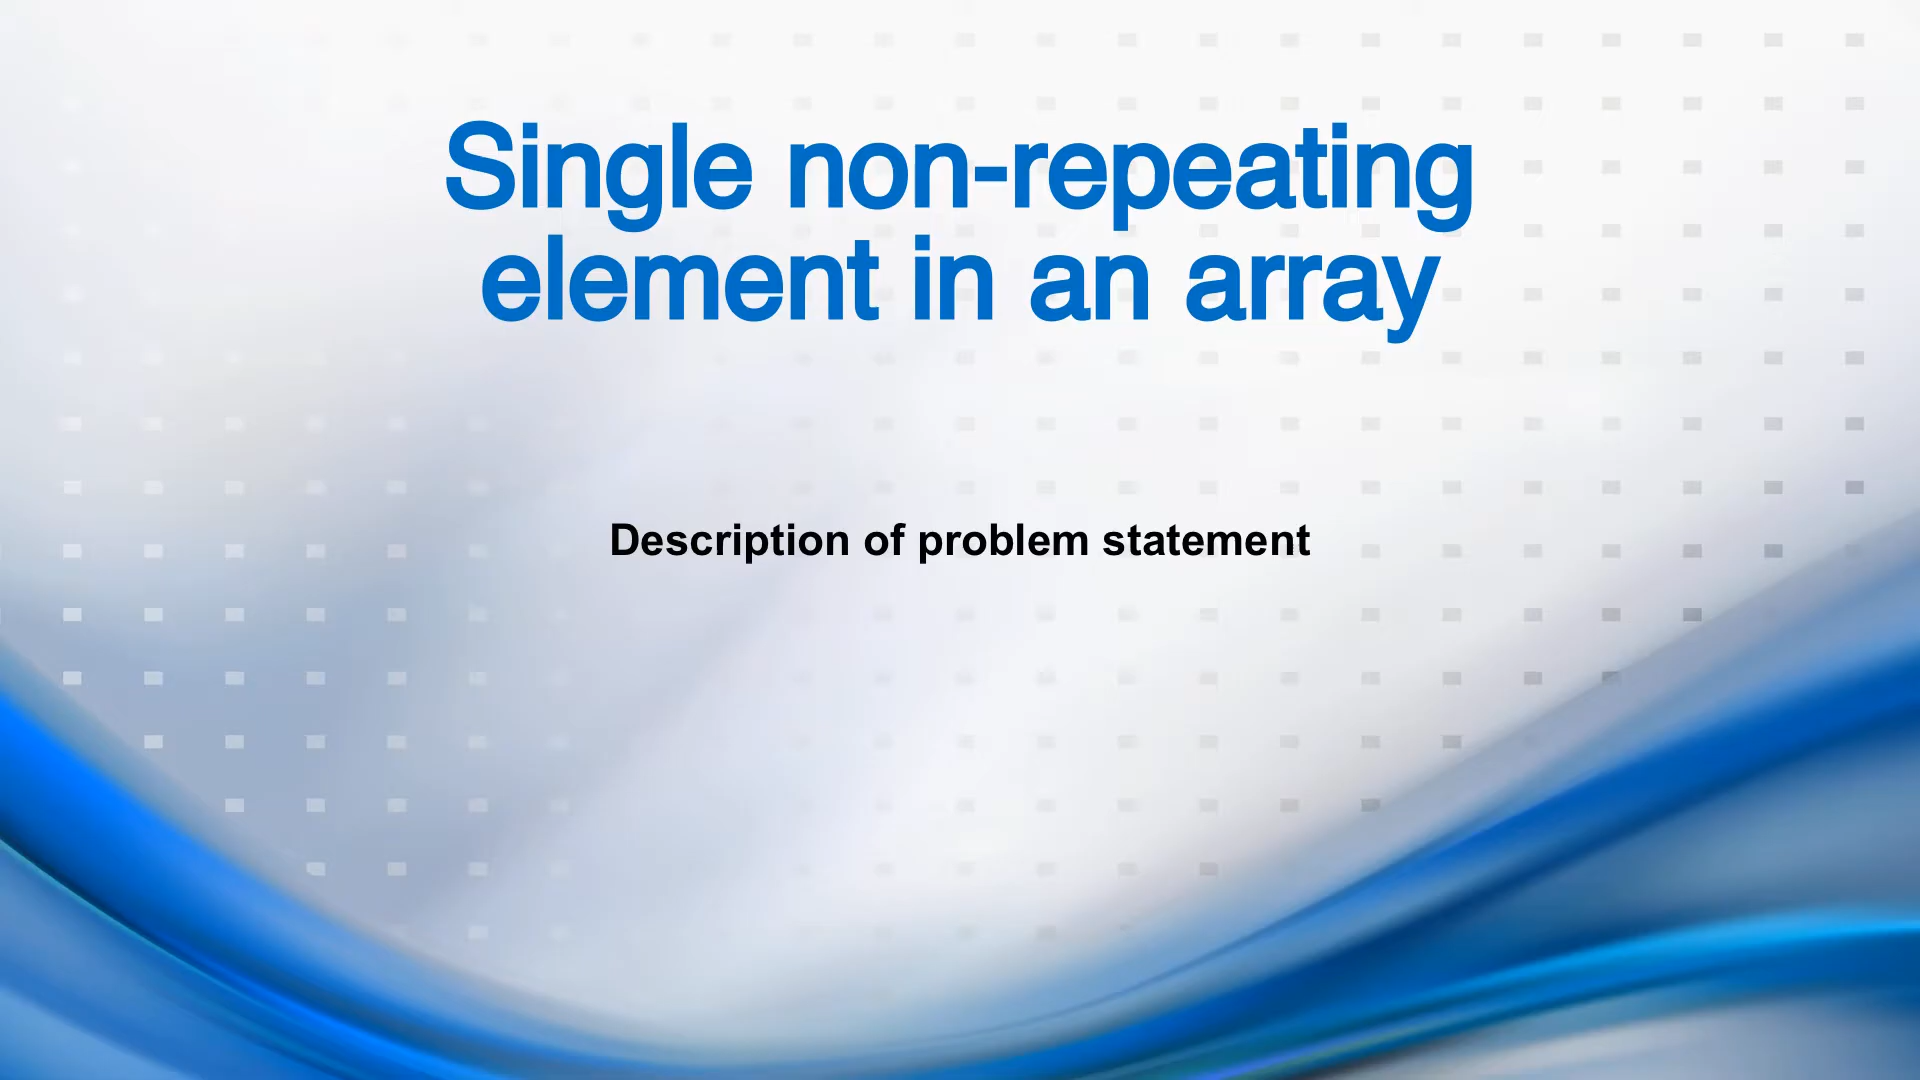 Single non-repeating
element in an array
Description of problem statement